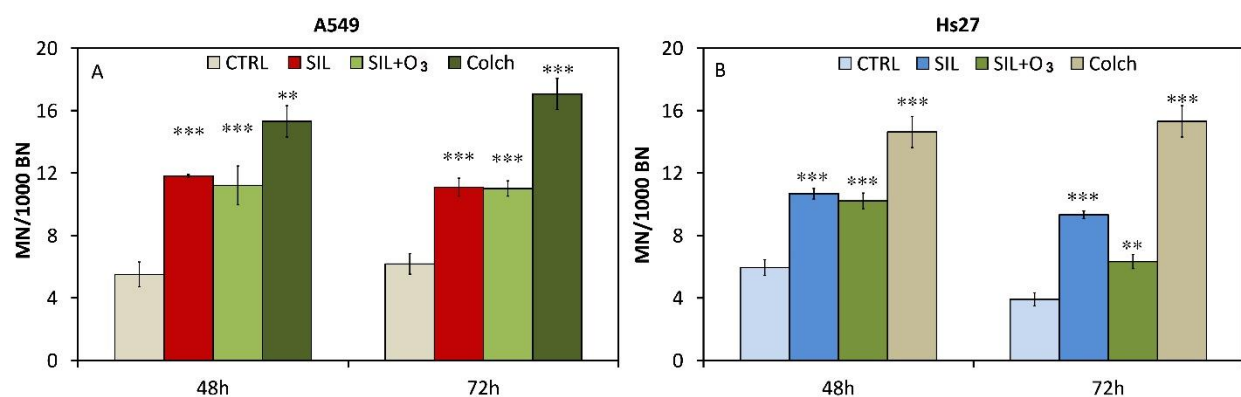 A549
A
CTRL SIL SIL+O3 Colch
MN/1000 BN
20
16
12
8
4
0
*** *** **
*** *** ***
48h 72h
Hs27
B
CTRL SIL SIL+O3 Colch
MN/1000 BN
20
16
12
8
4
0
*** *** ***
*** ** ***
48h 72h